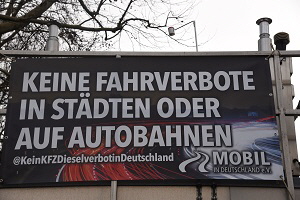 KEINE FAHRVERBOTE
IN STÄDTEN ODER
AUF AUTOBAHNEN
@KeinKFZDieselverbotinDeutschland
MOBIL
IN DEUTSCHLAND e.V.